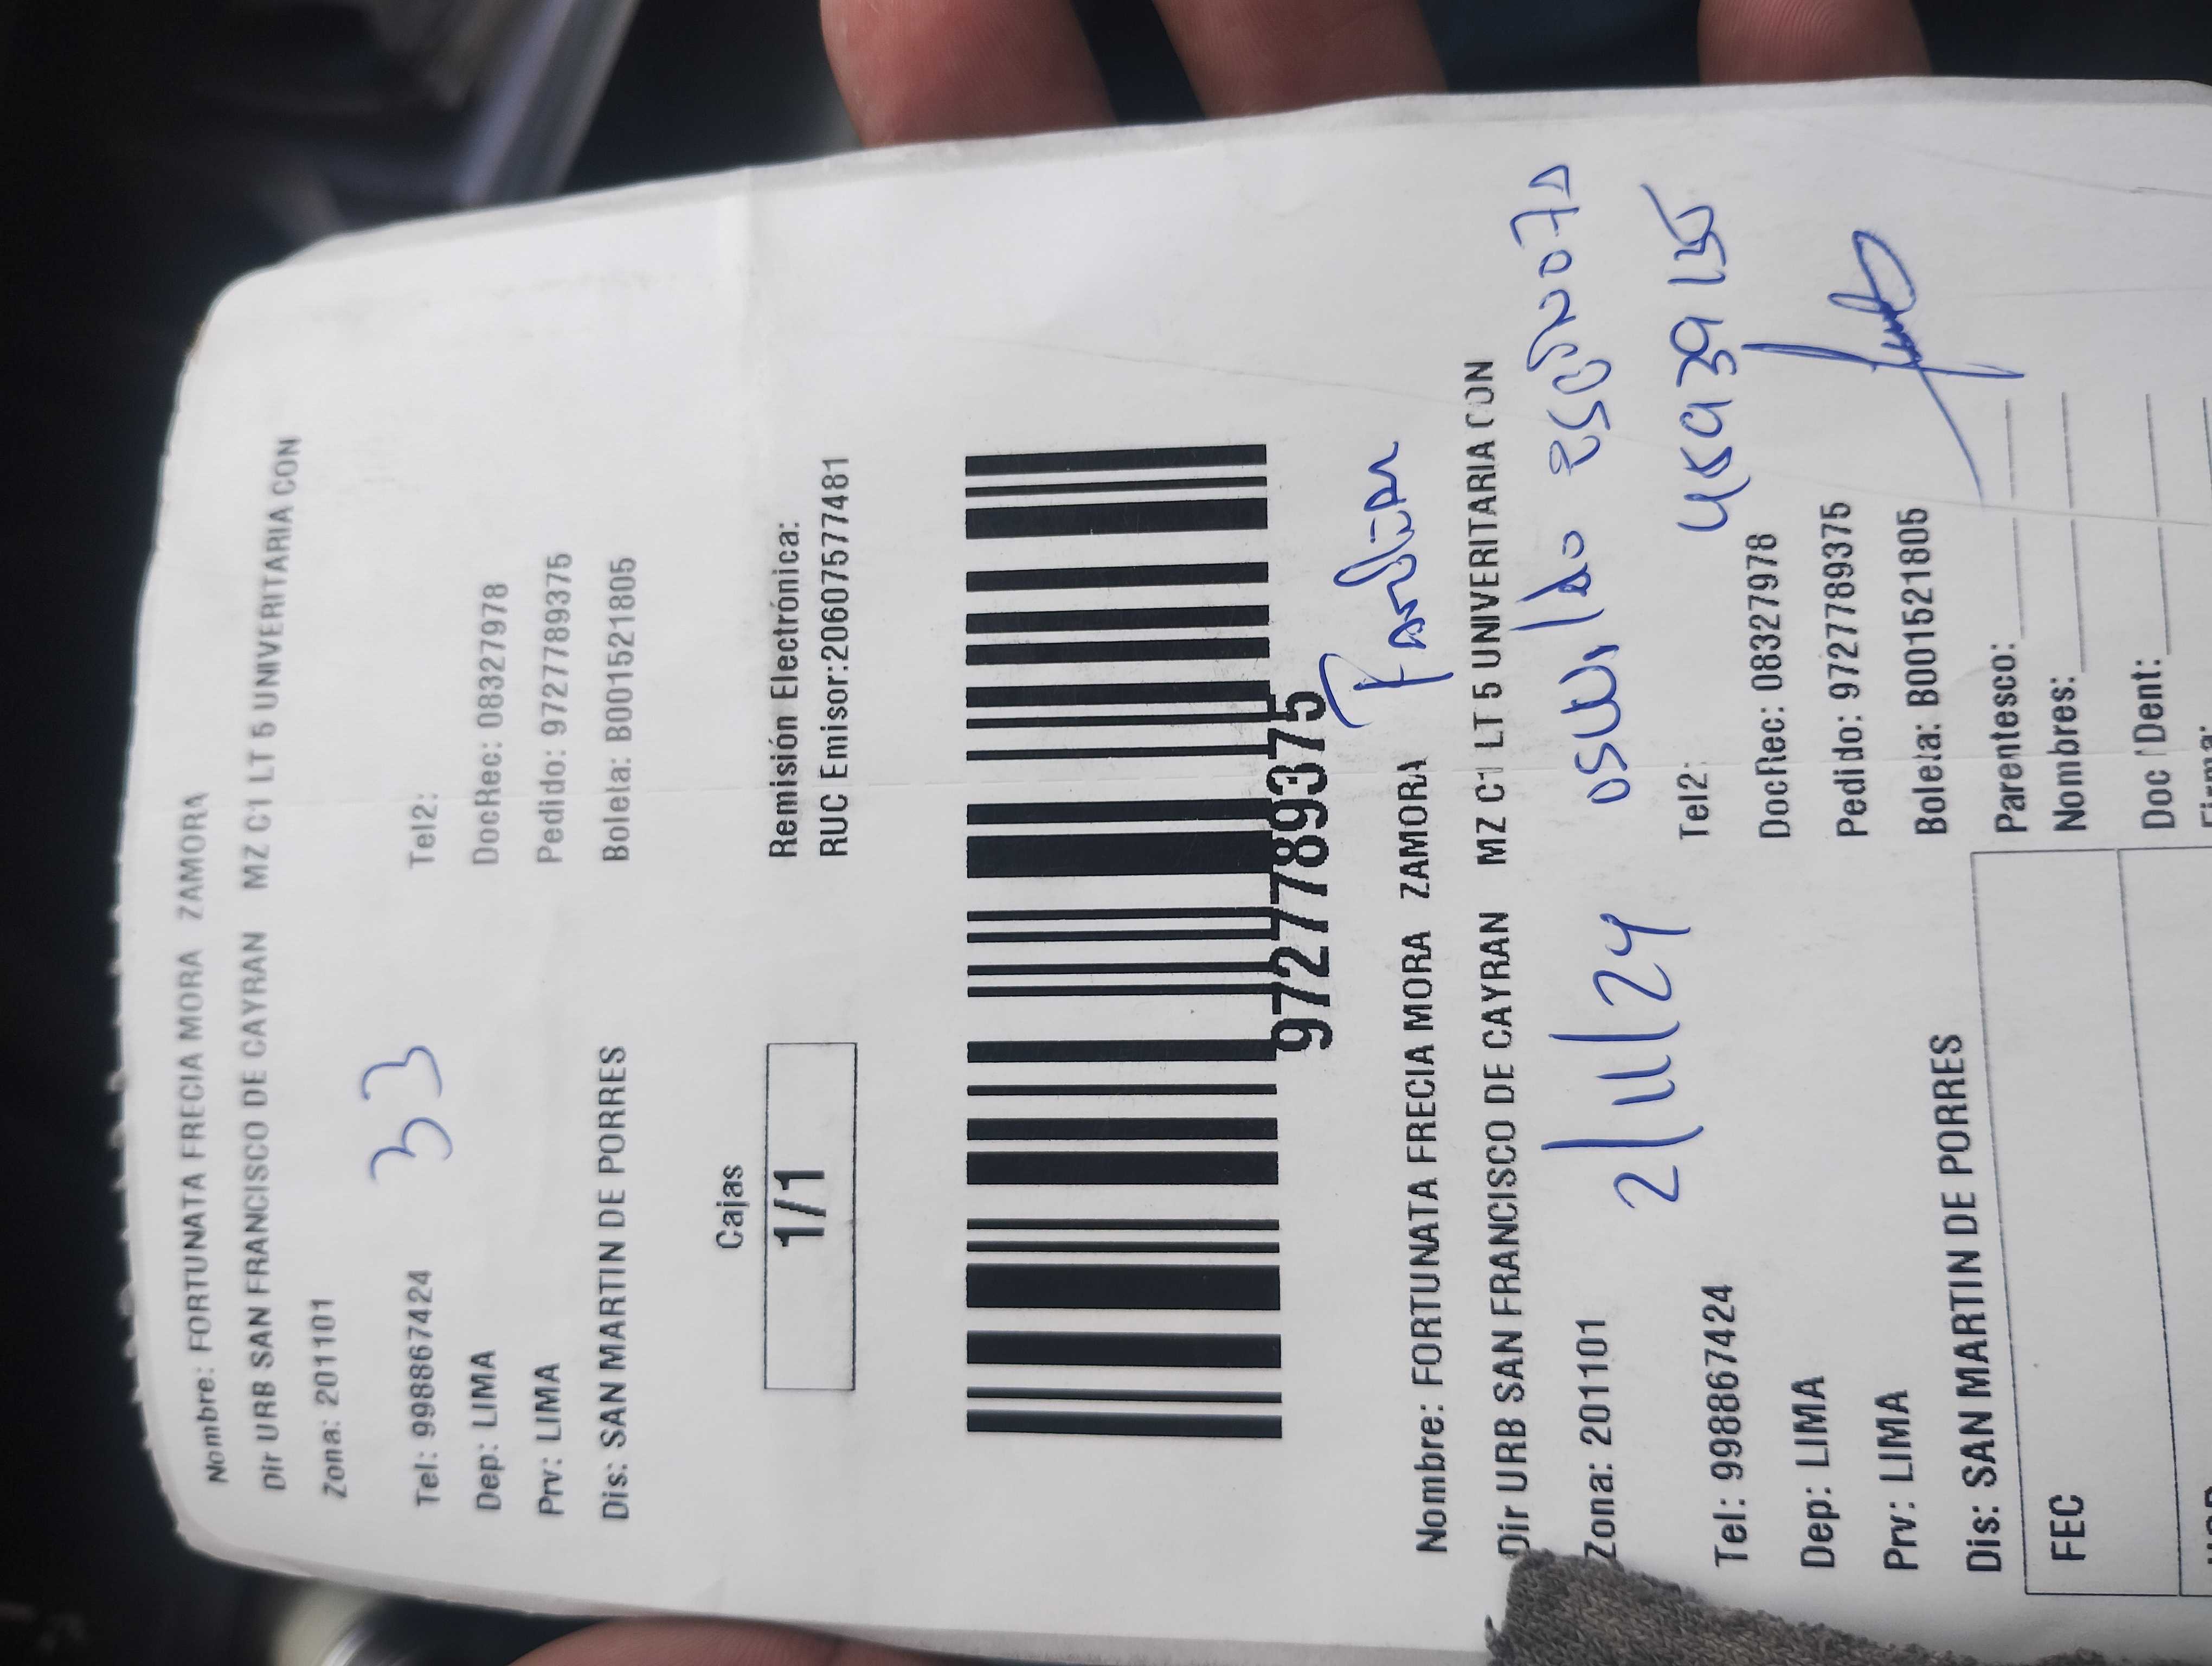 Nombre: FORTUNATA FRECIA MORA ZAMORA
Dir URB SAN FRANCISCO DE CAYRAN MZ C1 LT 5 UNIVERITARIA CON
Zona: 201101
33
Tel: 998867424 Tel2:
Dep: LIMA DocRec: 08327978
Prv: LIMA Pedido: 9727789375
Dis: SAN MARTIN DE PORRES Boleta: B001521805
Cajas
1/1
Remisión Electrónica:
RUC Emisor:20607577481
9727789375
Nombre: FORTUNATA FRECIA MORA ZAMORA
Dir URB SAN FRANCISCO DE CAYRAN MZ C1 LT 5 UNIVERITARIA CON
Zona: 201101 2/11/24
Tel: 998867424 Tel2:
Dep: LIMA DocRec: 08327978
Prv: LIMA Pedido: 9727789375
Dis: SAN MARTIN DE PORRES Boleta: B001521805
FEC Parentesco:
Nombres:
Doc Ident: